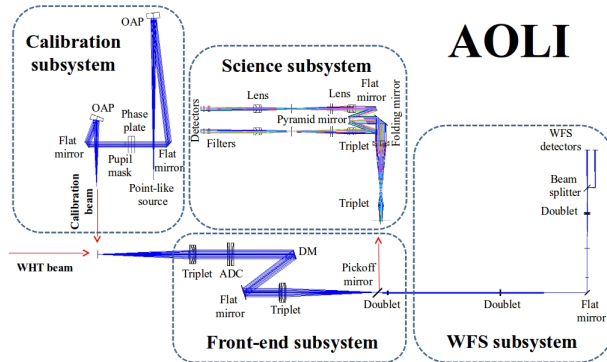 AOLI
Calibration
subsystem
OAP
OAP
Phase
plate
Flat
mirror
Pupil
mask
Flat
mirror
Point-like
source
Calibration
beam
WHT beam
Science subsystem
Detectors
Lens
Lens
Flat
mirror
Folding mirror
Pyramid mirror
Filters
Triplet
Triplet
Triplet
ADC
DM
Flat
mirror
Triplet
Pickoff
mirror
Doublet
Front-end subsystem
WFS
detectors
Beam
splitter
Doublet
Doublet
Flat
mirror
WFS subsystem